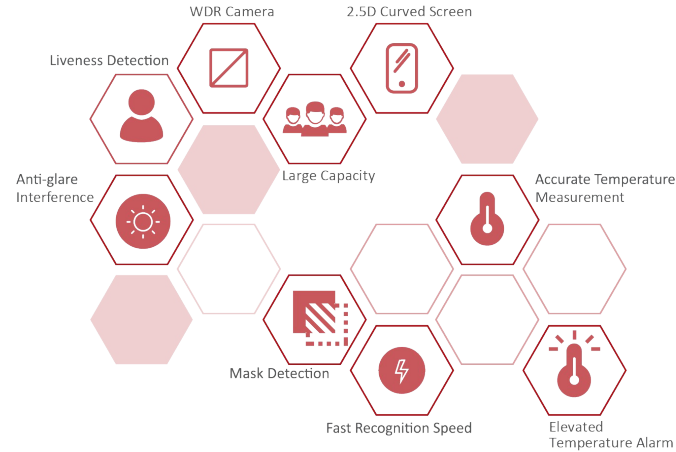 WDR Camera
2.5D Curved Screen
Liveness Detection
Large Capacity
Anti-glare
Interference
Accurate Temperature
Measurement
Mask Detection
Fast Recognition Speed
Elevated
Temperature Alarm